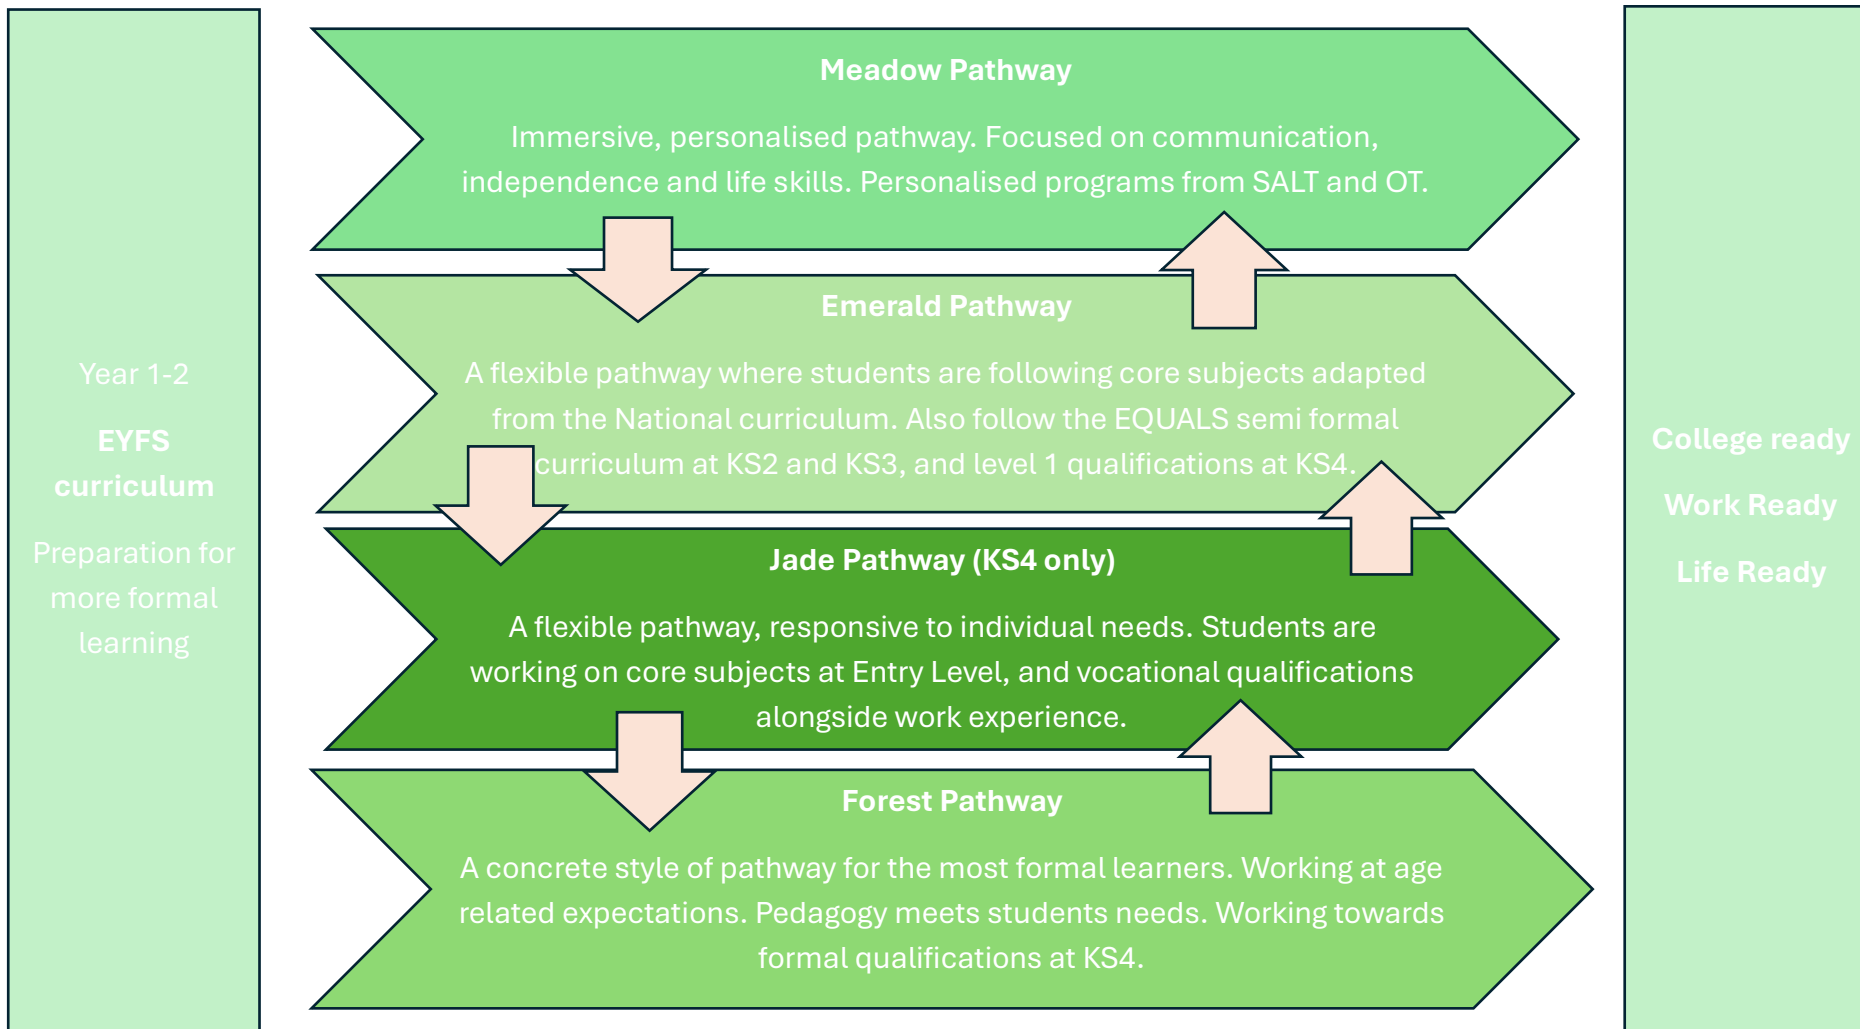 Year 1-2
EYFS
curriculum
Preparation for
more formal
learning
Meadow Pathway
Immersive, personalised pathway. Focused on communication,
independence and life skills. Personalised programs from SALT and OT.
Emerald Pathway
A flexible pathway where students are following core subjects adapted
from the National curriculum. Also follow the EQUALS semi formal
curriculum at KS2 and KS3, and level 1 qualifications at KS4.
Jade Pathway (KS4 only)
A flexible pathway, responsive to individual needs. Students are
working on core subjects at Entry Level, and vocational qualifications
alongside work experience.
Forest Pathway
A concrete style of pathway for the most formal learners. Working at age
related expectations. Pedagogy meets students needs. Working towards
formal qualifications at KS4.
College ready
Work Ready
Life Ready